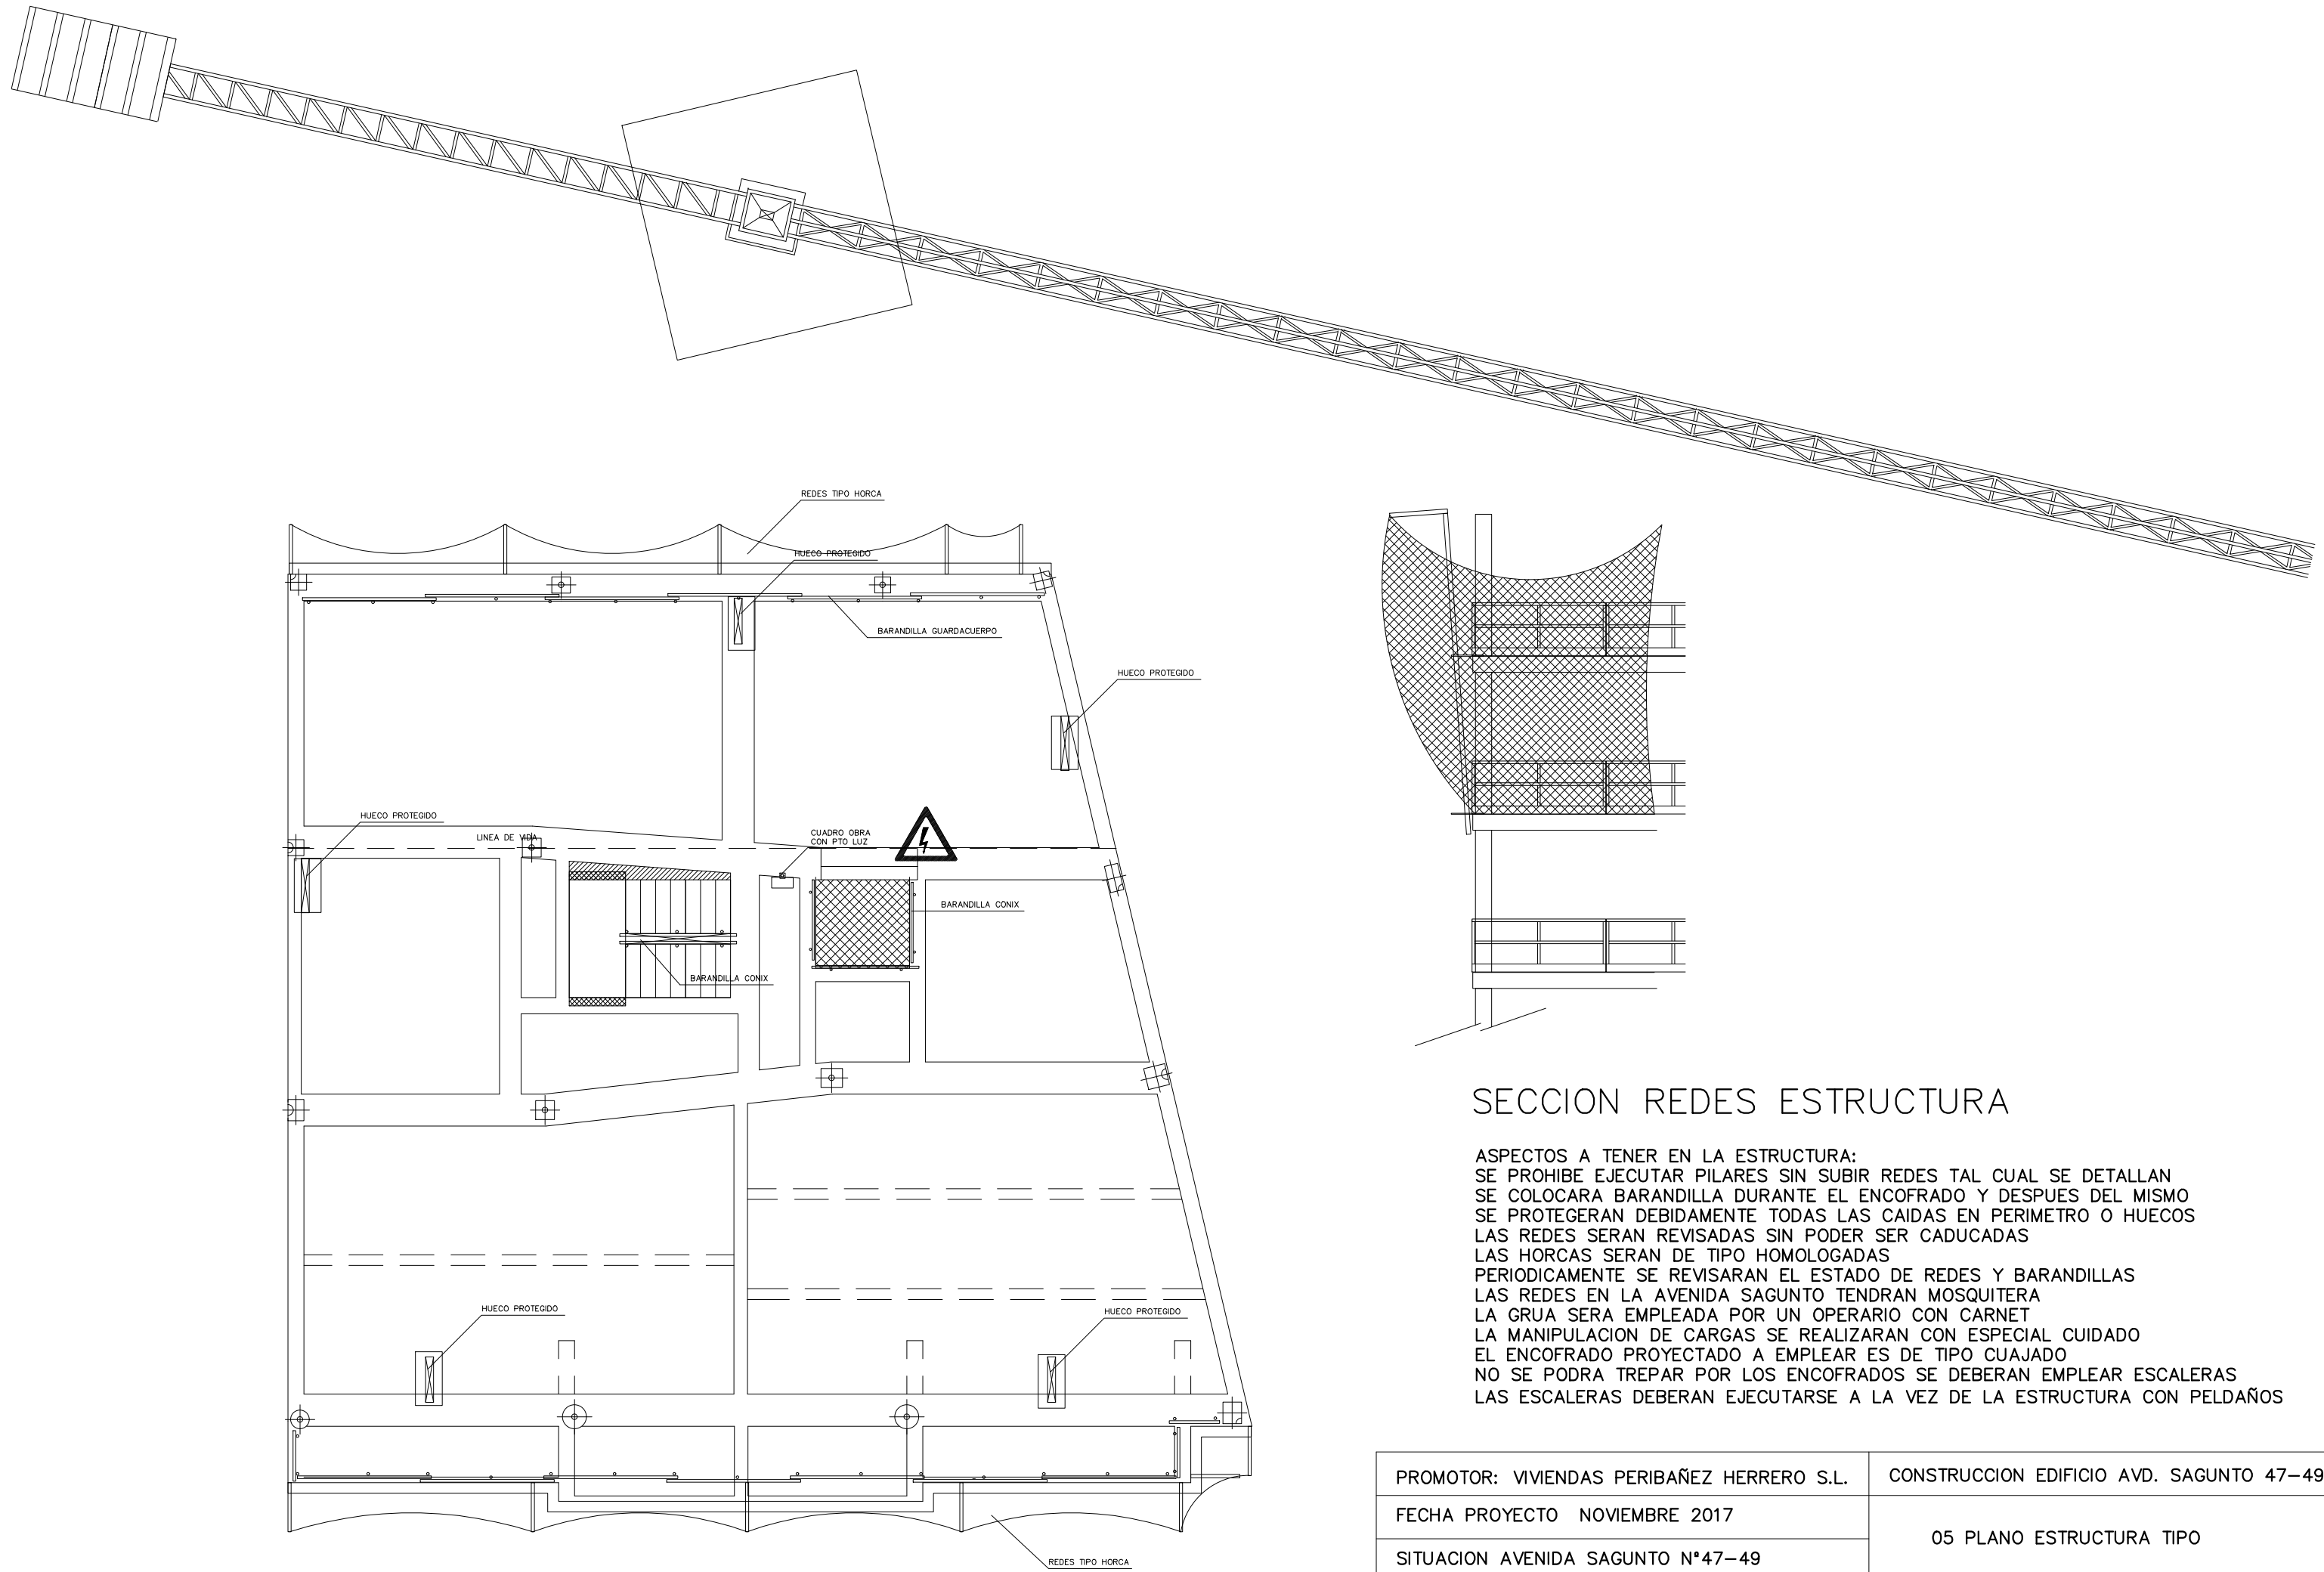 REDES TIPO HORCA
HUECO PROTEGIDO
BARANDILLA GUARDACUERPO
HUECO PROTEGIDO
HUECO PROTEGIDO
LINEA DE VIDA
CUADRO OBRA
CON PTO LUZ
BARANDILLA CONIX
BARANDILLA CONIX
HUECO PROTEGIDO
HUECO PROTEGIDO
REDES TIPO HORCA
SECCION REDES ESTRUCTURA
ASPECTOS A TENER EN LA ESTRUCTURA:
SE PROHIBE EJECUTAR PILARES SIN SUBIR REDES TAL CUAL SE DETALLAN
SE COLOCARA BARANDILLA DURANTE EL ENCOFRADO Y DESPUES DEL MISMO
SE PROTEGERAN DEBIDAMENTE TODAS LAS CAIDAS EN PERIMETRO O HUECOS
LAS REDES SERAN REVISADAS SIN PODER SER CADUCADAS
LAS HORCAS SERAN DE TIPO HOMOLOGADAS
PERIODICAMENTE SE REVISARAN EL ESTADO DE REDES Y BARANDILLAS
LAS REDES EN LA AVENIDA SAGUNTO TENDRAN MOSQUITERA
LA GRUA SERA EMPLEADA POR UN OPERARIO CON CARNET
LA MANIPULACION DE CARGAS SE REALIZARAN CON ESPECIAL CUIDADO
EL ENCOFRADO PROYECTADO A EMPLEAR ES DE TIPO CUAJADO
NO SE PODRA TREPAR POR LOS ENCOFRADOS SE DEBERAN EMPLEAR ESCALERAS
LAS ESCALERAS DEBERAN EJECUTARSE A LA VEZ DE LA ESTRUCTURA CON PELDAÑOS
PROMOTOR: VIVIENDAS PERIBAÑEZ HERRERO S.L.
CONSTRUCCION EDIFICIO AVD. SAGUNTO 47-49
FECHA PROYECTO NOVIEMBRE 2017
05 PLANO ESTRUCTURA TIPO
SITUACION AVENIDA SAGUNTO Nº47-49